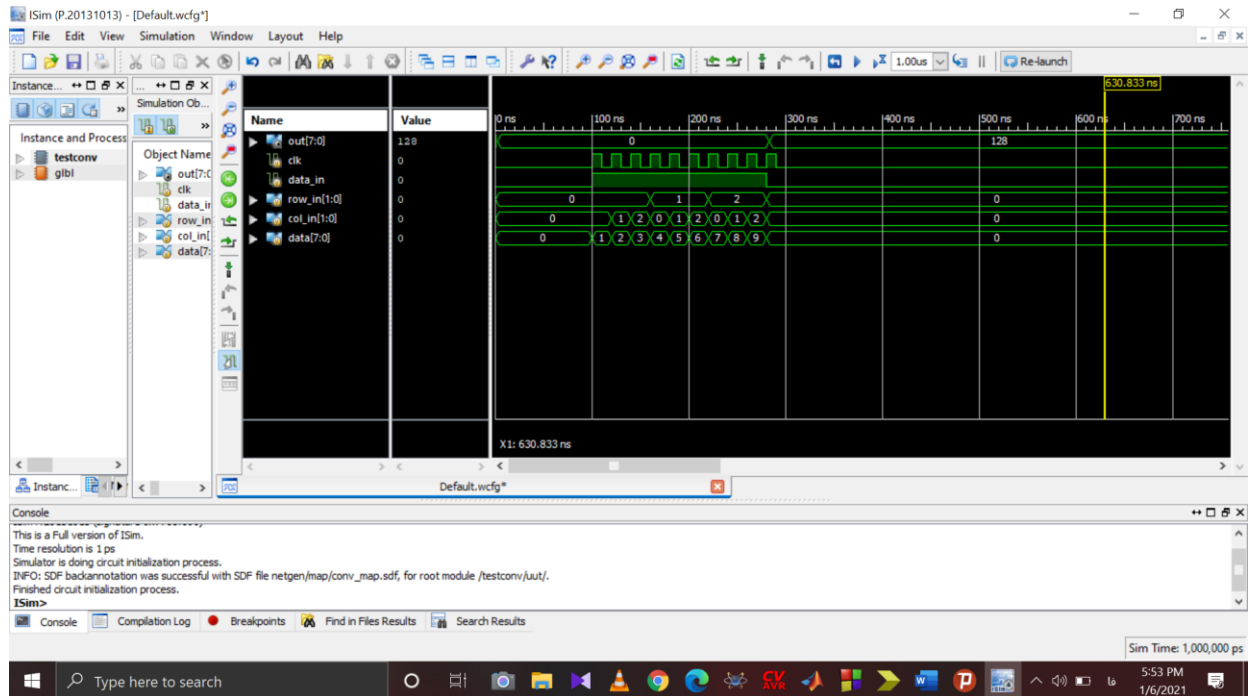 ISim (P.20131013) - [Default.wcfg*]
File Edit View Simulation Window Layout Help
1.00us Re-launch
Instance...
Simulation Ob...
Instance and Process
testconv
glbl
Object Name
out[7:0
clk
data_ir
row_in
col_in[
data[7:
Name Value
out[7:0] 128
clk 0
data_in 0
row_in[1:0] 0
col_in[1:0] 0
data[7:0] 0
630.833 ns
0 ns 100 ns 200 ns 300 ns 400 ns 500 ns 600 n 700 ns
0 128
0 1 2 0
0 1 2 0 1 2 0 1 2 0
0 1 2 3 4 5 6 7 8 9 0
X1: 630.833 ns
Instanc...
Default.wcfg*
Console
This is a Full version of ISim.
Time resolution is 1 ps
Simulator is doing circuit initialization process.
INFO: SDF backannotation was successful with SDF file netgen/map/conv_map.sdf, for root module /testconv/uut/.
Finished circuit initialization process.
ISim>
Console Compilation Log Breakpoints Find in Files Results Search Results
Sim Time: 1,000,000 ps
Type here to search
CV
AVR
فا
5:53 PM
1/6/2021